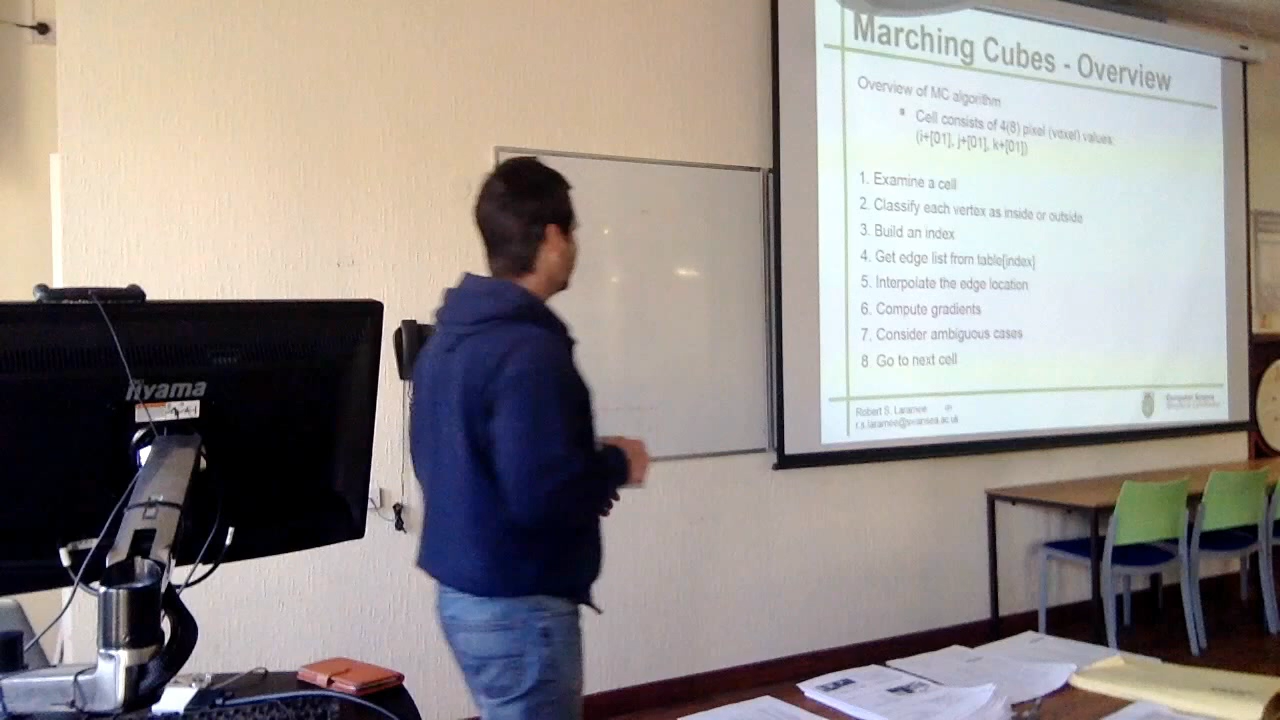 Marching Cubes - Overview
Overview of MC algorithm
Cell consists of 4(8) pixel (voxel) values:
(i+[01], j+[01], k+[01])
1. Examine a cell
2. Classify each vertex as inside or outside
3. Build an index
4. Get edge list from table[index]
5. Interpolate the edge location
6. Compute gradients
7. Consider ambiguous cases
8 Go to next cell
Robert S. Laramee
r.s.laramee@swansea.ac.uk
Computer Science
iiyama